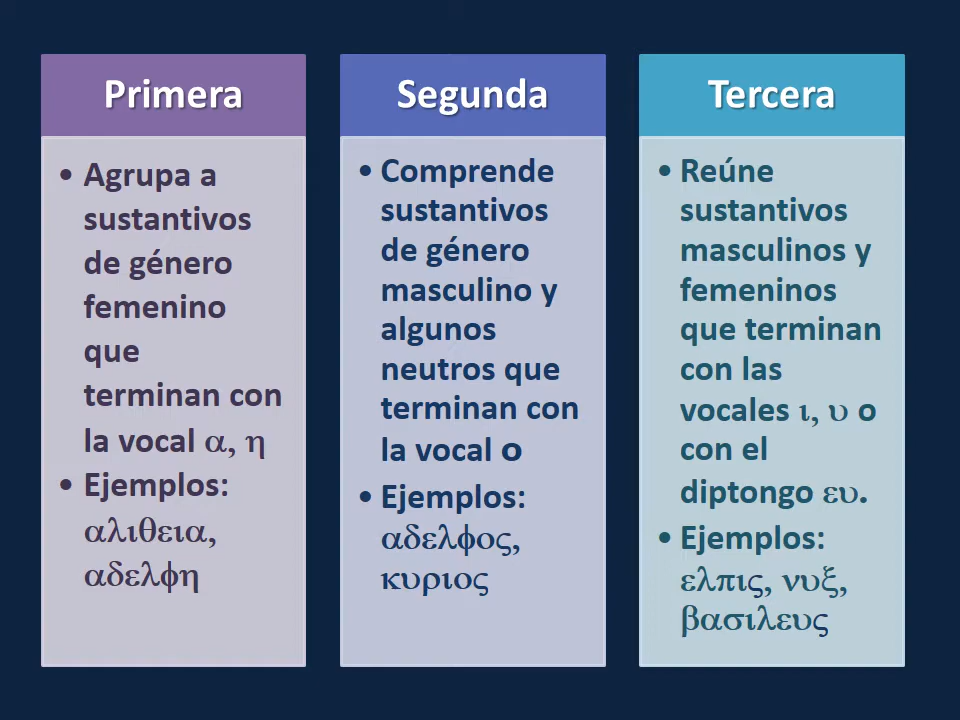 Primera
• Agrupa a
sustantivos
de género
femenino
que
terminan con
la vocal α, η
• Ejemplos:
αλιθεια,
αδελφη
Segunda
• Comprende
sustantivos
de género
masculino y
algunos
neutros que
terminan con
la vocal o
• Ejemplos:
αδελφος,
κυριος
Tercera
• Reúne
sustantivos
masculinos y
femeninos
que terminan
con las
vocales ι, υ o
con el
diptongo ευ.
• Ejemplos:
ελπις, νυξ,
βασιλευς